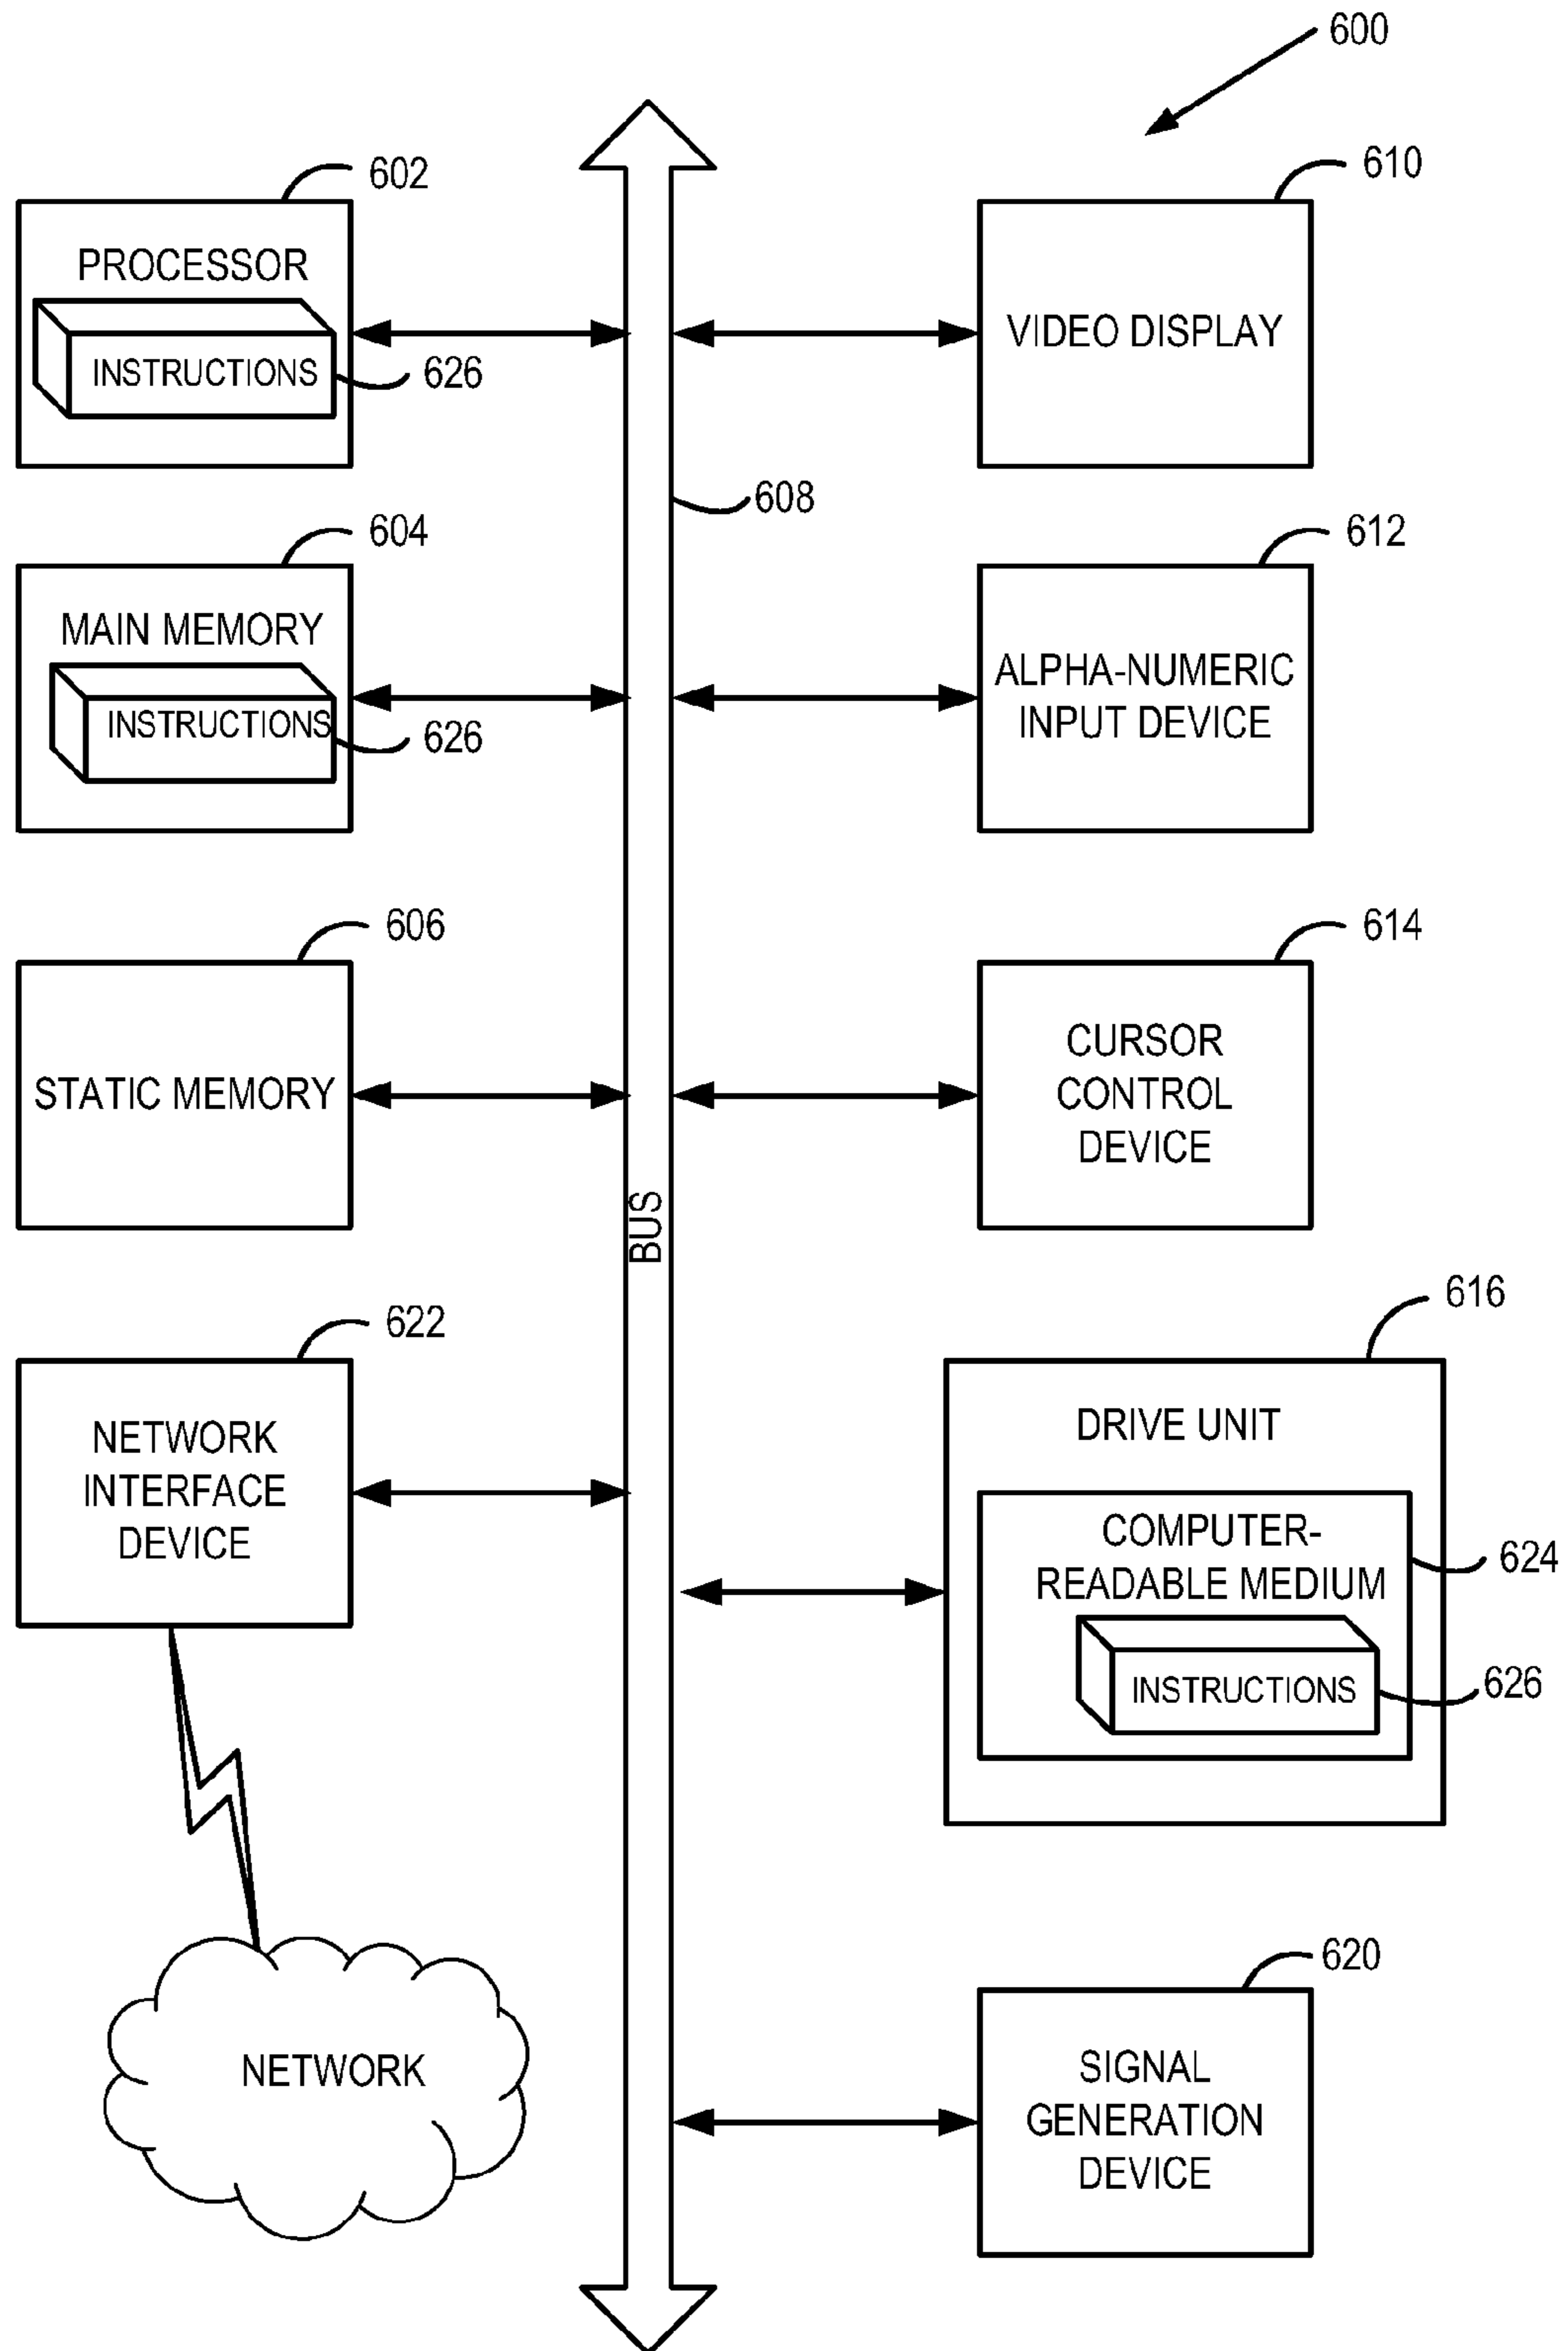 600
602
PROCESSOR
INSTRUCTIONS
626
610
VIDEO DISPLAY
608
604
MAIN MEMORY
INSTRUCTIONS
626
612
ALPHA-NUMERIC
INPUT DEVICE
606
STATIC MEMORY
614
CURSOR
CONTROL
DEVICE
BUS
622
NETWORK
INTERFACE
DEVICE
616
DRIVE UNIT
COMPUTER-
READABLE MEDIUM
624
INSTRUCTIONS
626
NETWORK
620
SIGNAL
GENERATION
DEVICE